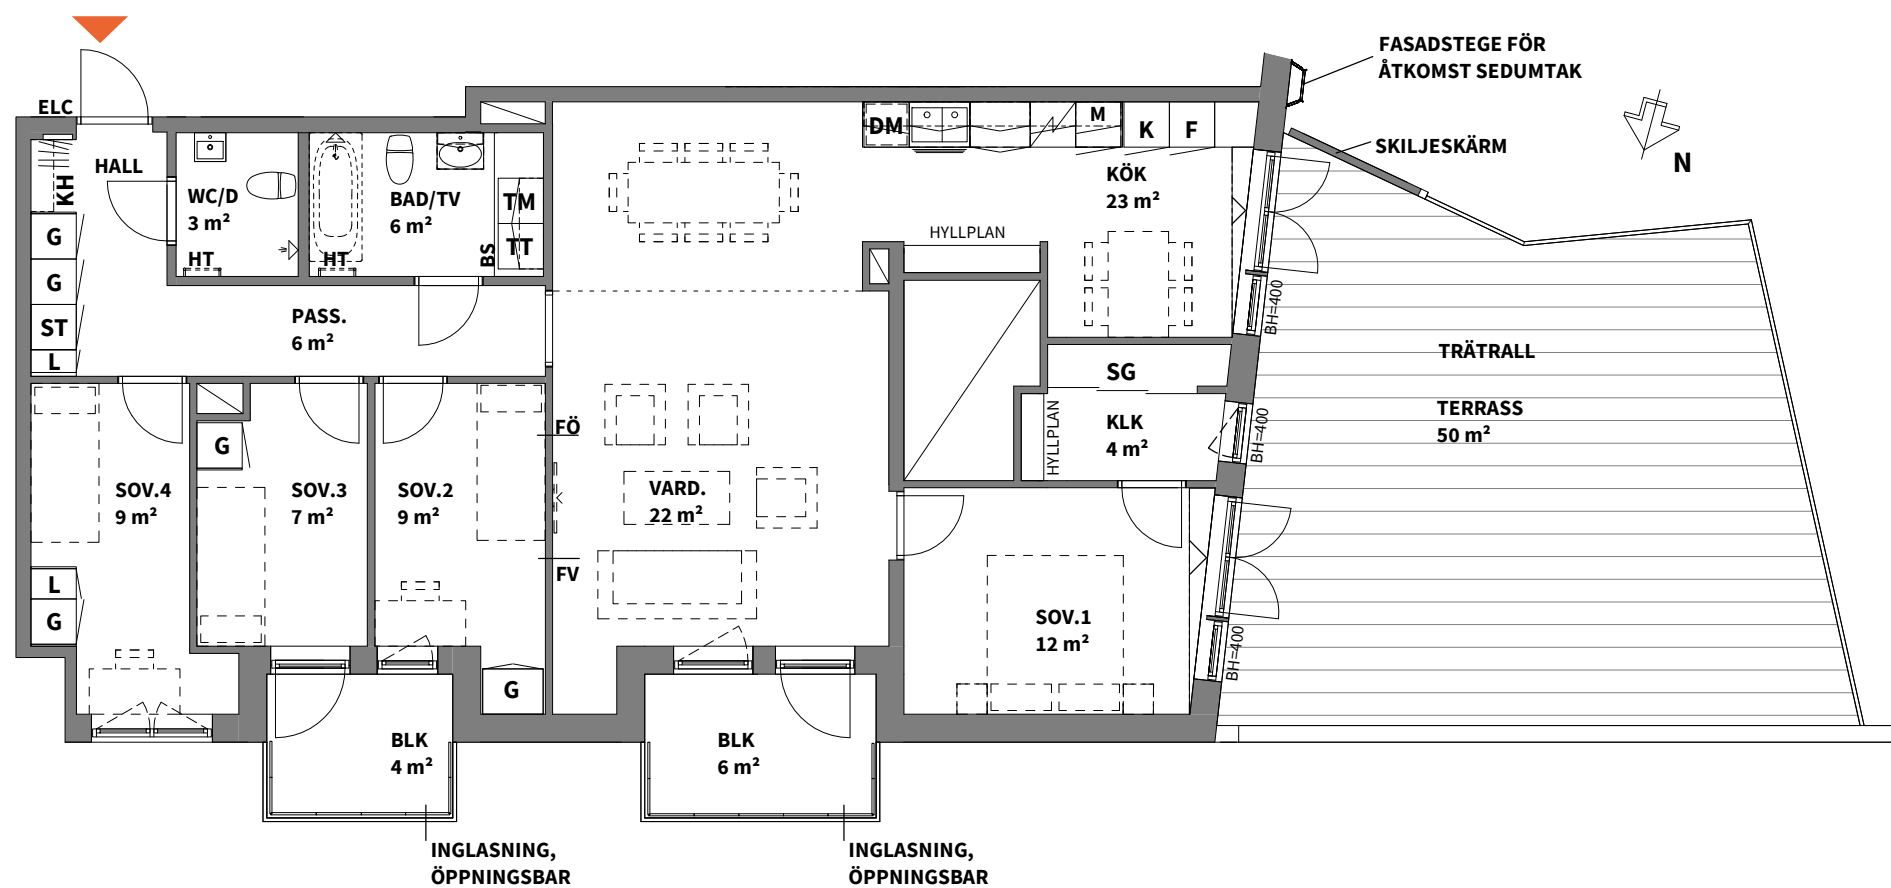 FASADSTEGE FÖR
ÅTKOMST SEDUMTAK
SKILJESKÄRM
N
ELC
HALL
KH
G
G
ST
L
WC/D
3 m²
HT
BAD/TV
6 m²
HT
BS
TM
TT
DM
M
K
F
KÖK
23 m²
HYLLPLAN
BH=400
PASS.
6 m²
TRÄTRALL
TERRASS
50 m²
SG
HYLLPLAN
KLK
4 m²
BH=400
FÖ
G
SOV.4
9 m²
SOV.3
7 m²
SOV.2
9 m²
VARD.
22 m²
FV
L
G
SOV.1
12 m²
BH=400
G
BLK
4 m²
BLK
6 m²
INGLASNING,
ÖPPNINGSBAR
INGLASNING,
ÖPPNINGSBAR